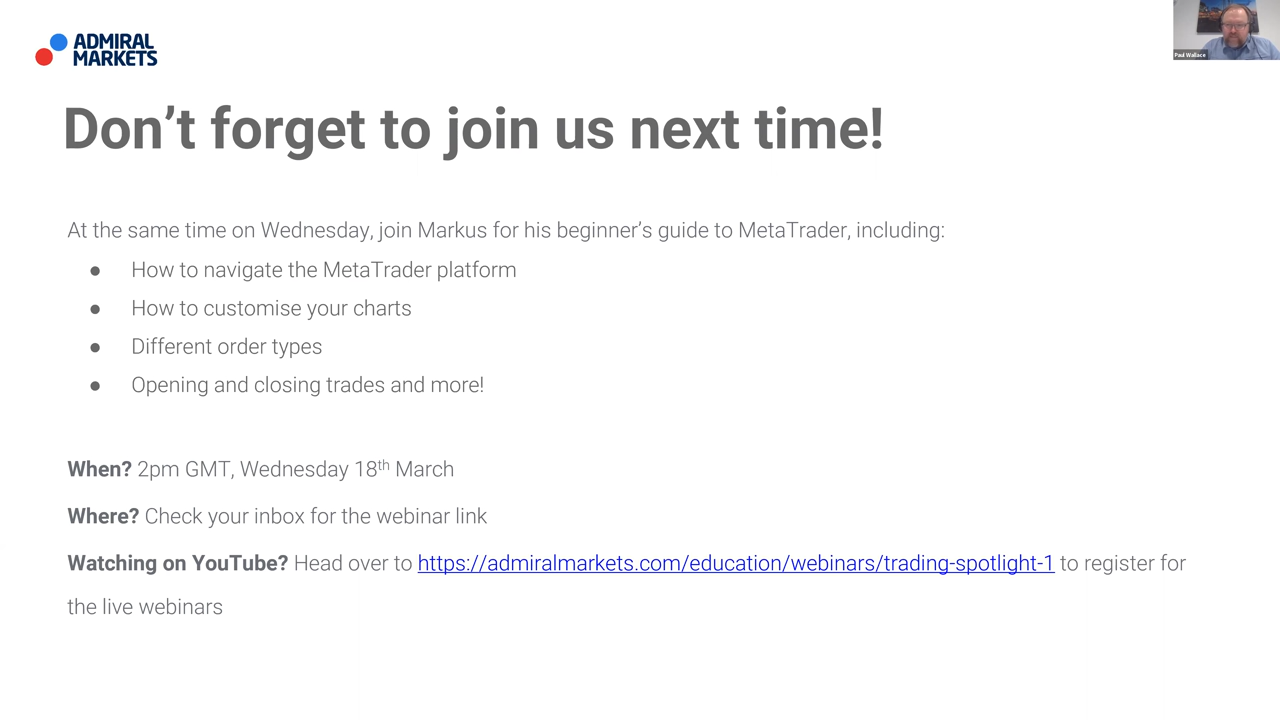 ADMIRAL
MARKETS
Paul Wallace
Don’t forget to join us next time!
At the same time on Wednesday, join Markus for his beginner’s guide to MetaTrader, including:
● How to navigate the MetaTrader platform
● How to customise your charts
● Different order types
● Opening and closing trades and more!
When? 2pm GMT, Wednesday 18th March
Where? Check your inbox for the webinar link
Watching on YouTube? Head over to https://admiralmarkets.com/education/webinars/trading-spotlight-1 to register for
the live webinars